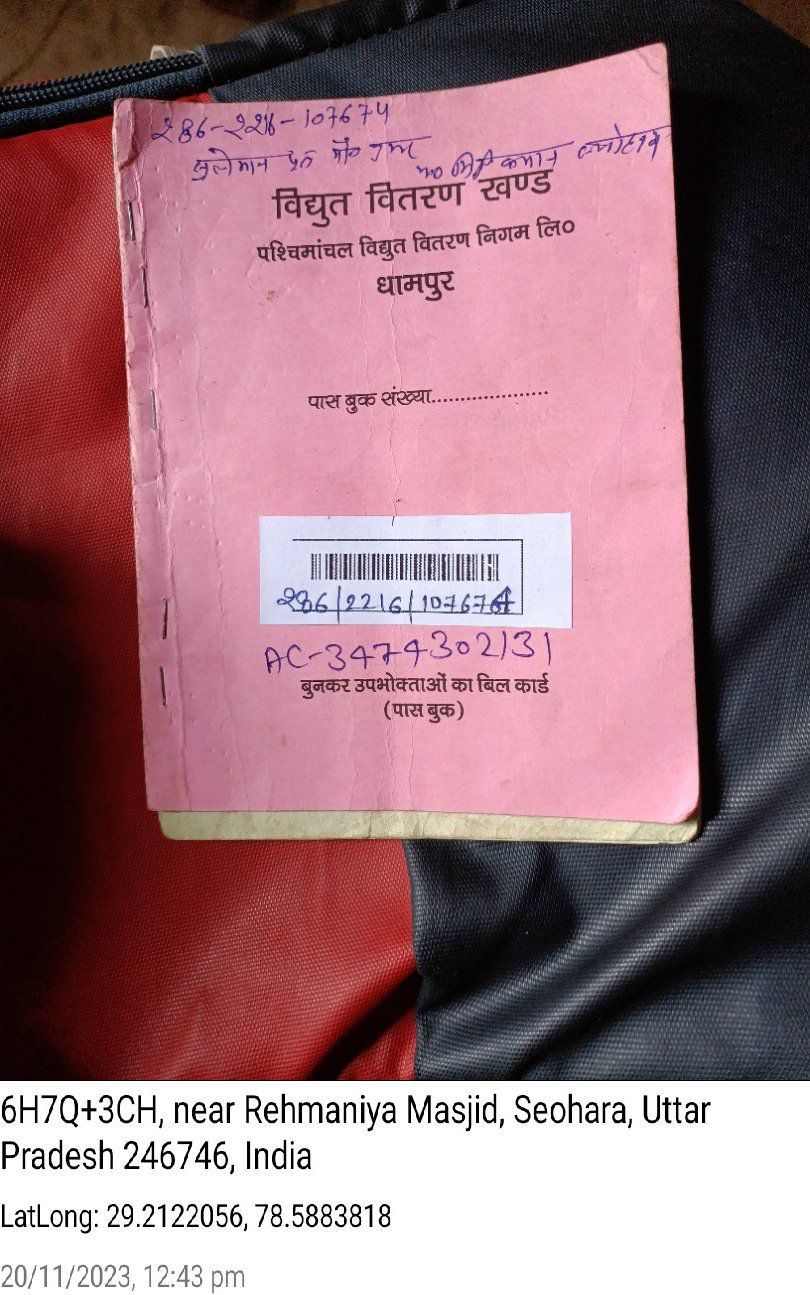 286-2216-107674
सुलेमान पुत्र मौ०
विद्युत वितरण खण्ड
पश्चिमांचल विद्युत वितरण निगम लि०
धामपुर
पास बुक संख्या....................
286/2216/107674
AC-3474302131
बुनकर उपभोक्ताओं का बिल कार्ड
(पास बुक)
6H7Q+3CH, near Rehmaniya Masjid, Seohara, Uttar
Pradesh 246746, India
LatLong: 29.2122056, 78.5883818
20/11/2023, 12:43 pm